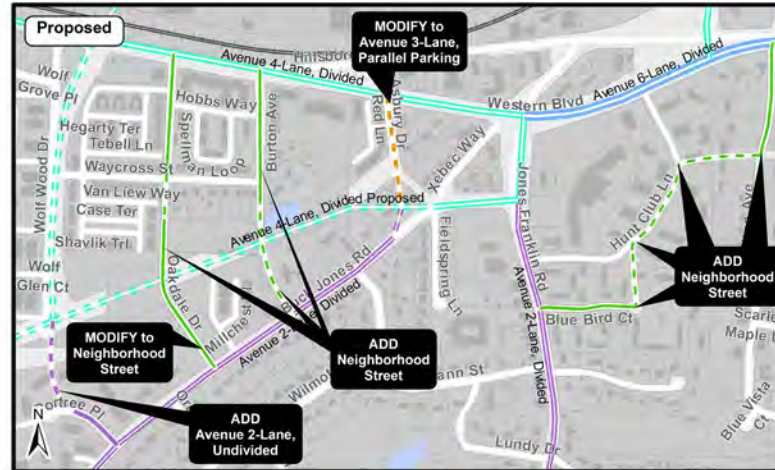 Proposed
MODIFY to
Avenue 3-Lane,
Parallel Parking
Avenue 4-Lane, Divided
Avenue 6-Lane, Divided
Western Blvd
Wolf
Grove Pl
Hobbs Way
Hegarty Ter
Tebell Ln
Spellman Loop
Burton Ave
Red Ln
Asbury Dr
Xebec Way
Waycross St
Van Liew Way
Case Ter
Shavlik Trl
Wolf Wood Dr
Wolf
Glen Ct
Avenue 4-Lane, Divided Proposed
Jones Franklin Rd
Hunt Club Ln
Fieldspring Ln
Oakdale Dr
Buck Jones Rd
ADD
Neighborhood
Street
Blue Bird Ct
MODIFY to
Neighborhood
Street
ADD
Neighborhood
Street
Avenue 2-Lane, Divided
Maple L
Blue Vista
Ct
ann St
Lundy Dr
N
ADD
Avenue 2-Lane,
Undivided